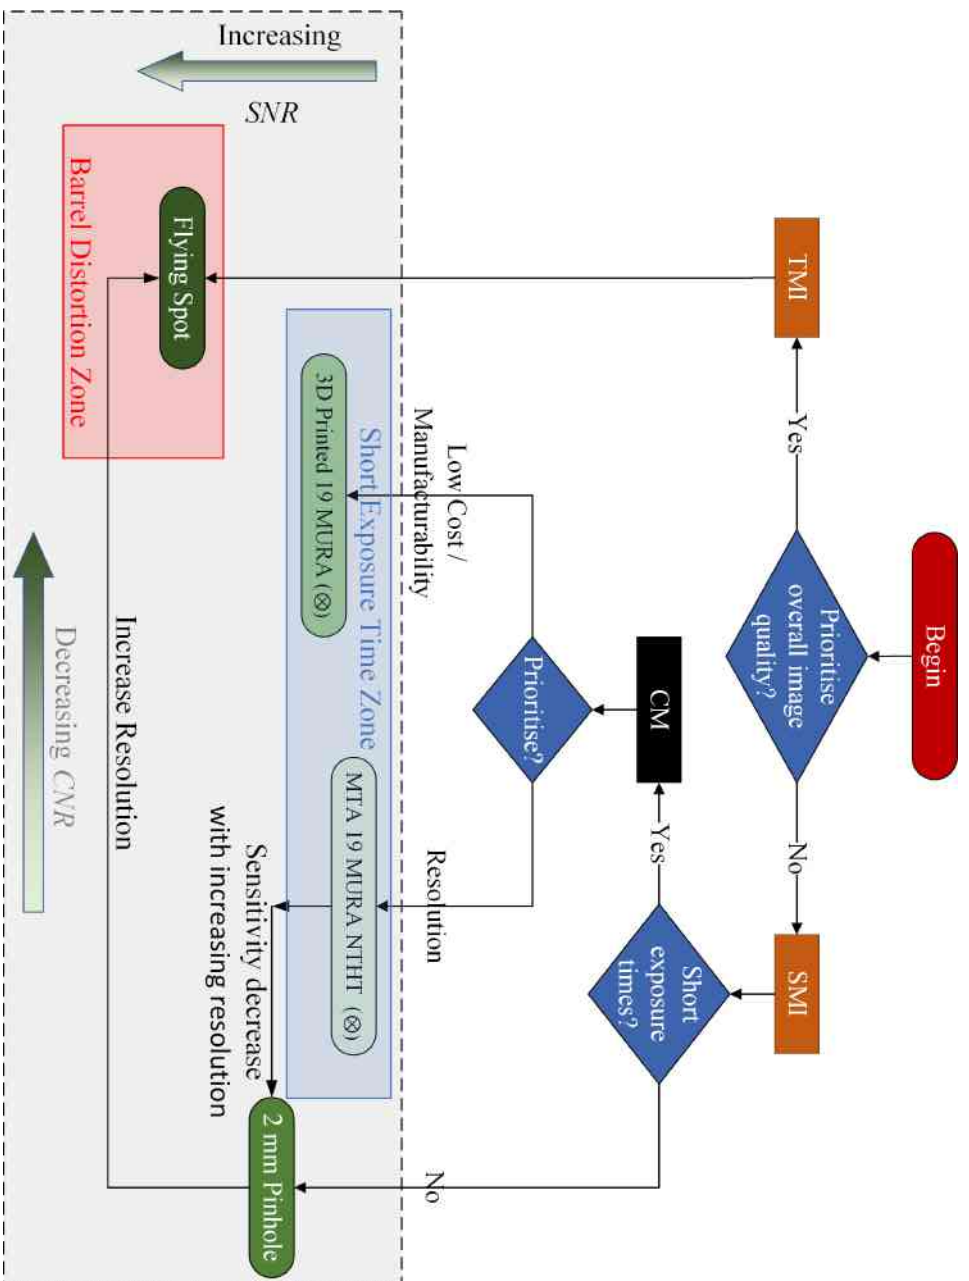 Begin
Prioritise
overall image
quality?
Yes
No
TMI
SMI
Short
exposure
times?
Yes
No
CM
Prioritise?
Low Cost /
Manufacturability
Resolution
Short Exposure Time Zone
3D Printed 19 MURA (⊗)
MTA 19 MURA NTHT (⊗)
Sensitivity decrease
with increasing resolution
2 mm Pinhole
Flying Spot
Barrel Distortion Zone
Increase Resolution
Increasing
SNR
Decreasing CNR